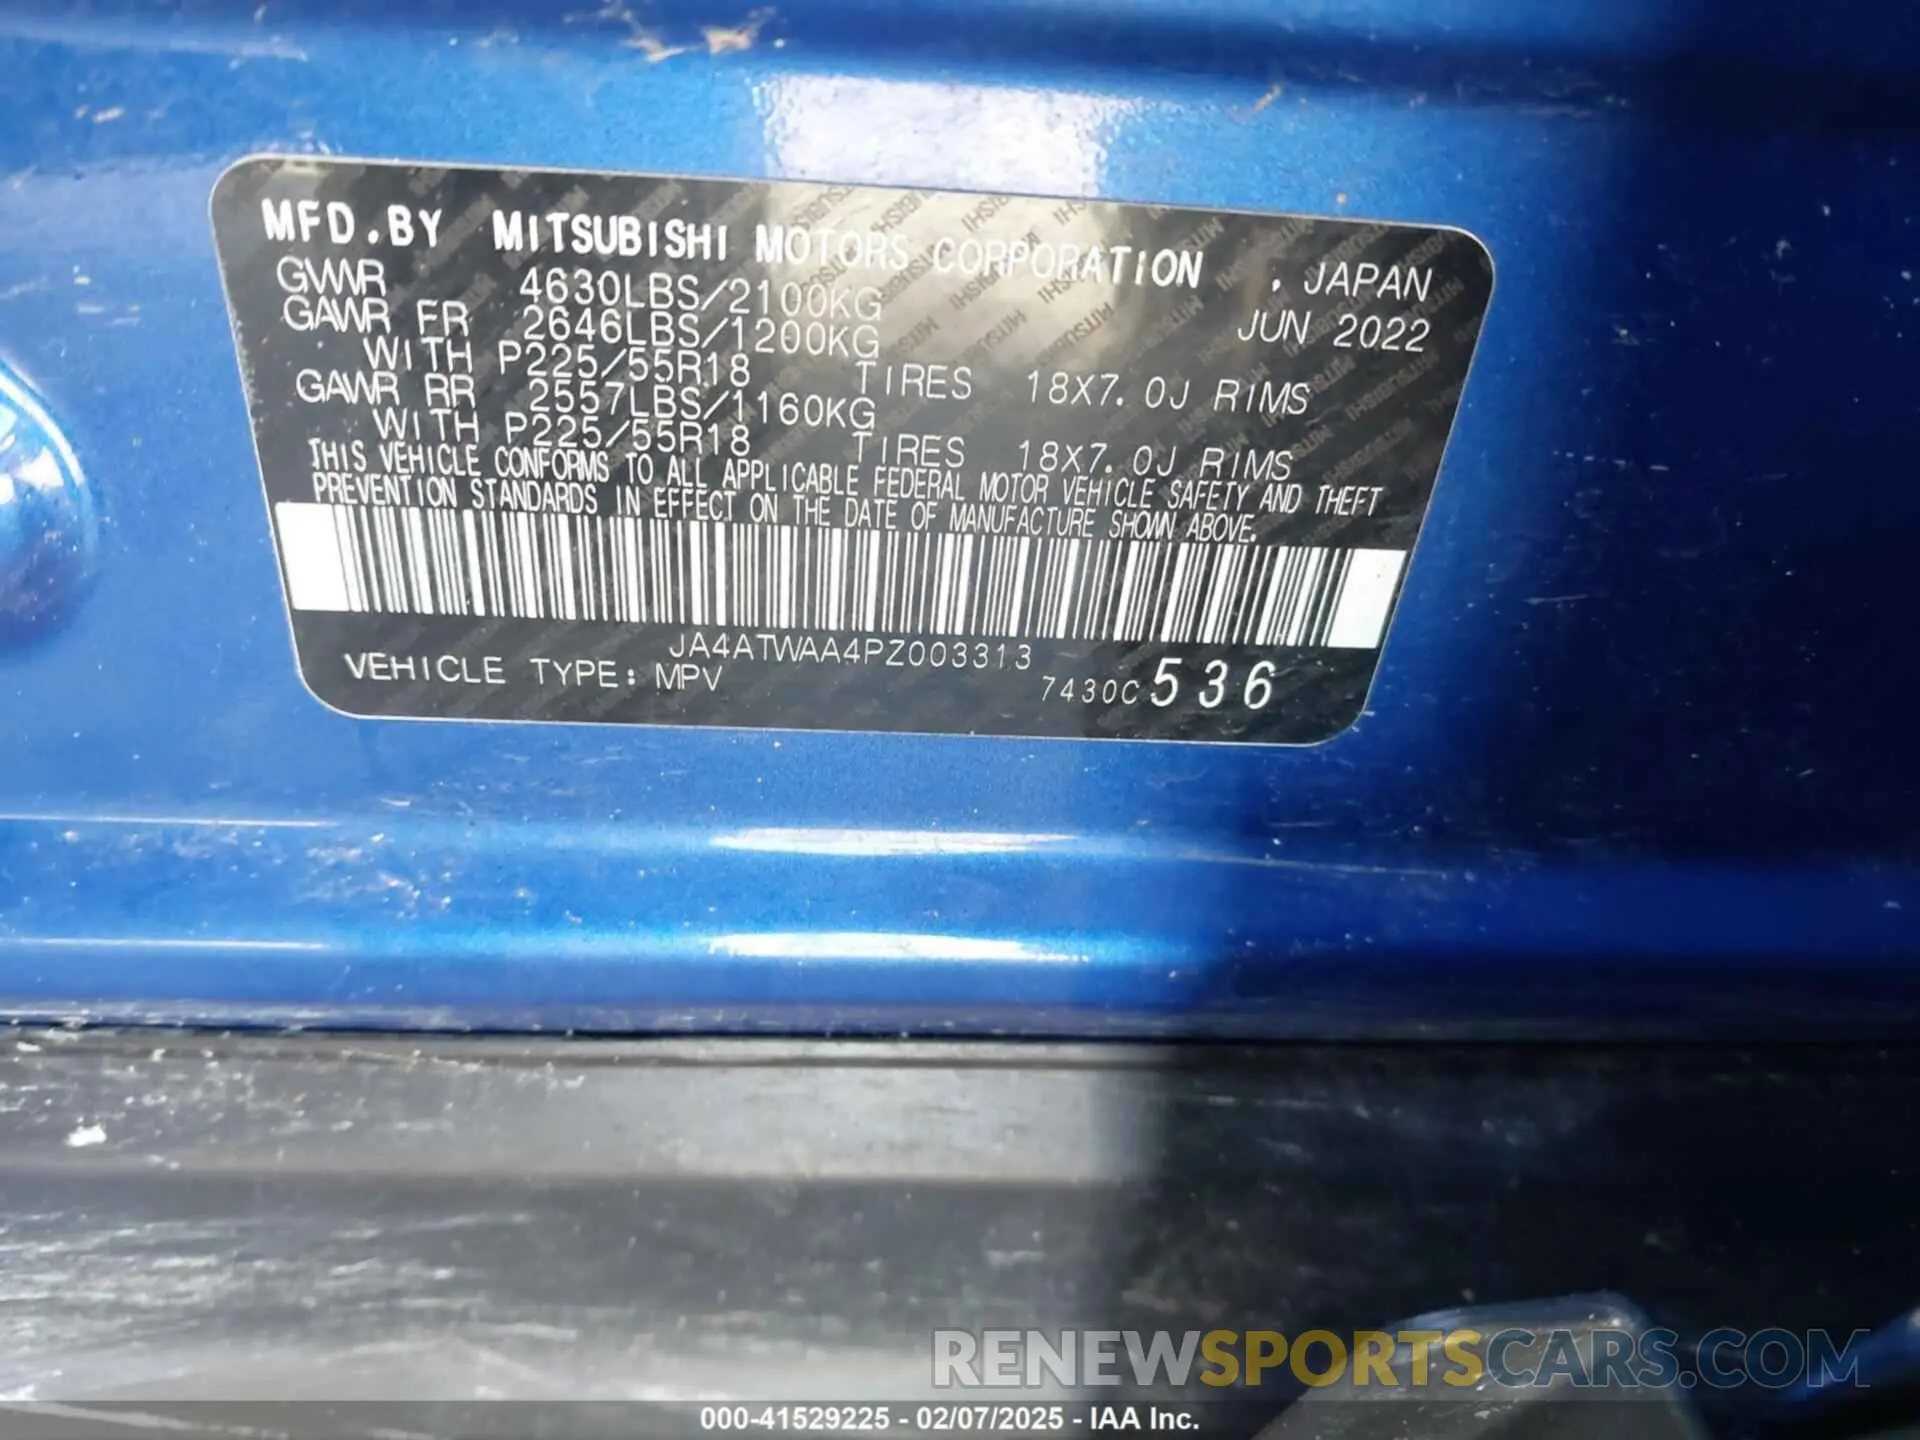 MFD.BY MITSUBISHI MOTORS CORPORATION , JAPAN
GVWR 4630LBS/2100KG JUN 2022
GAWR FR 2646LBS/1200KG
WITH P225/55R18 TIRES 18X7.0J RIMS
GAWR RR 2557LBS/1160KG
WITH P225/55R18 TIRES 18X7.0J RIMS
THIS VEHICLE CONFORMS TO ALL APPLICABLE FEDERAL MOTOR VEHICLE SAFETY AND THEFT
PREVENTION STANDARDS IN EFFECT ON THE DATE OF MANUFACTURE SHOWN ABOVE.
JA4ATWAA4PZ003313
VEHICLE TYPE: MPV 7430C 536
RENEWSPORTSCARS.COM
000-41529225 - 02/07/2025 - IAA Inc.